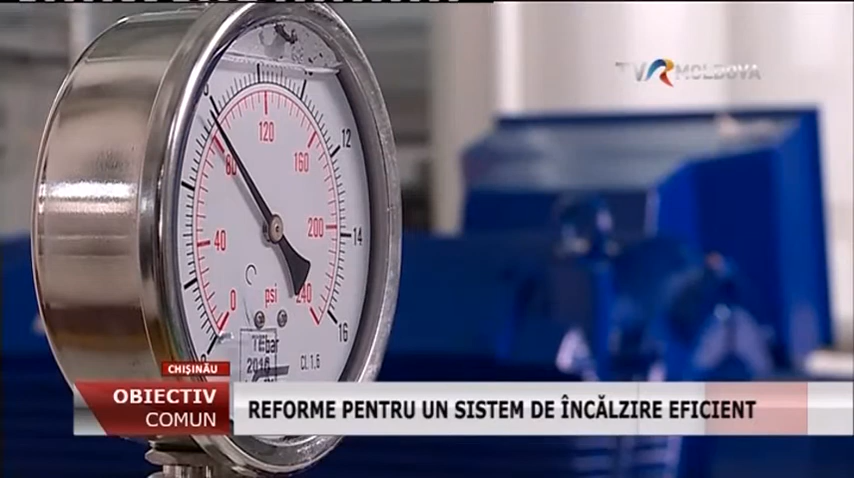 TVR MOLDOVA
120
12
80
160
40
200
14
0
psi
240
16
bar
2016
CL.1,6
CHIȘINĂU
OBIECTIV
COMUN
REFORME PENTRU UN SISTEM DE ÎNCĂLZIRE EFICIENT